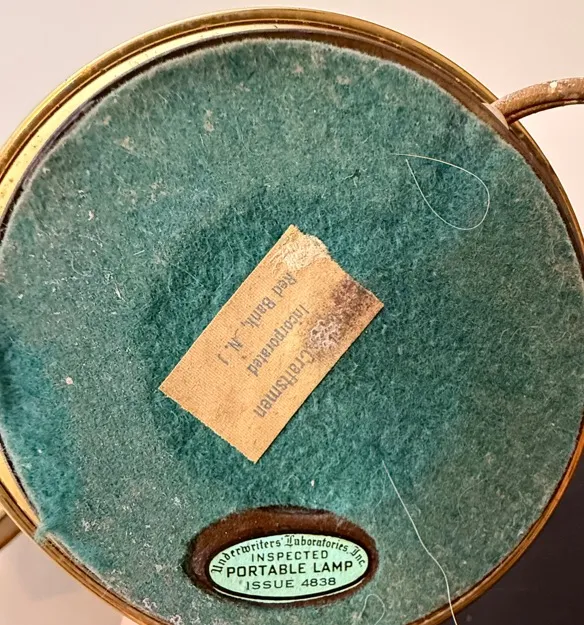 Craftsmen
Incorporated
Red Bank, N. J
Underwriters' Laboratories, Inc.
INSPECTED
PORTABLE LAMP
ISSUE 4838